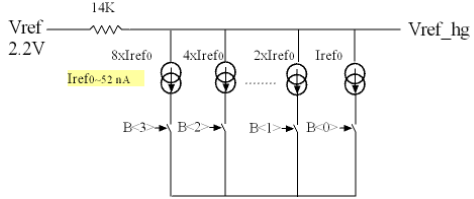 14K
Vref
2.2V
Vref_hg
8xIref0 4xIref0 2xIref0 Iref0
Iref0~52 nA
........
B<3> B<2> B<1> B<0>